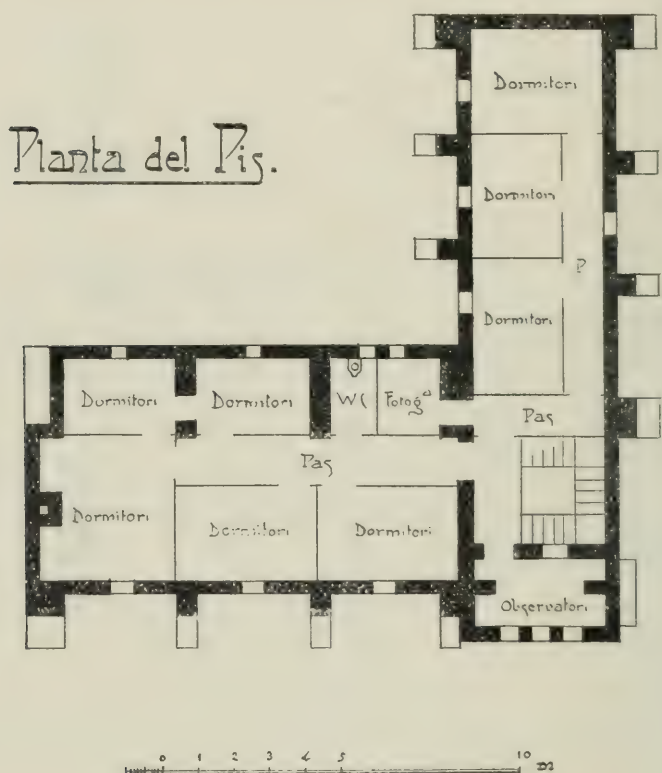 Planta del Pis.
Dormitori
Dormitori
P
Dormitori
Dormitori
Dormitori
WC
Fotogª
Pas
Pas
Dormitori
Dormitori
Dormitori
Observatori
0 1 2 3 4 5 10 m